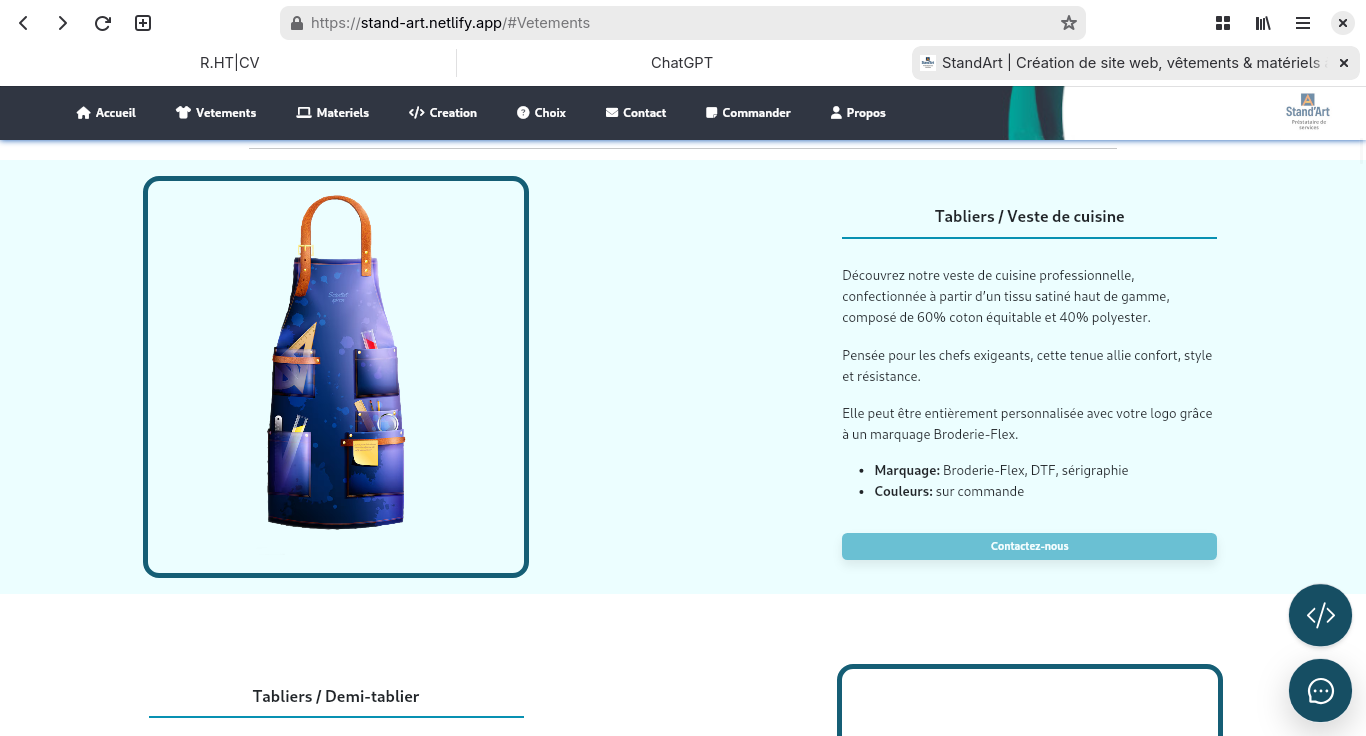 https://stand-art.netlify.app/#Vetements
R.HT|CV
ChatGPT
StandArt | Création de site web, vêtements & matériels
Accueil
Vetements
Materiels
Creation
Choix
Contact
Commander
Propos
Stand'Art
Préstataire de
services
Tabliers / Veste de cuisine
Découvrez notre veste de cuisine professionnelle,
confectionnée à partir d'un tissu satiné haut de gamme,
composé de 60% coton équitable et 40% polyester.
Pensée pour les chefs exigeants, cette tenue allie confort, style
et résistance.
Elle peut être entièrement personnalisée avec votre logo grâce
à un marquage Broderie-Flex.
• Marquage: Broderie-Flex, DTF, sérigraphie
• Couleurs: sur commande
Contactez-nous
Tabliers / Demi-tablier